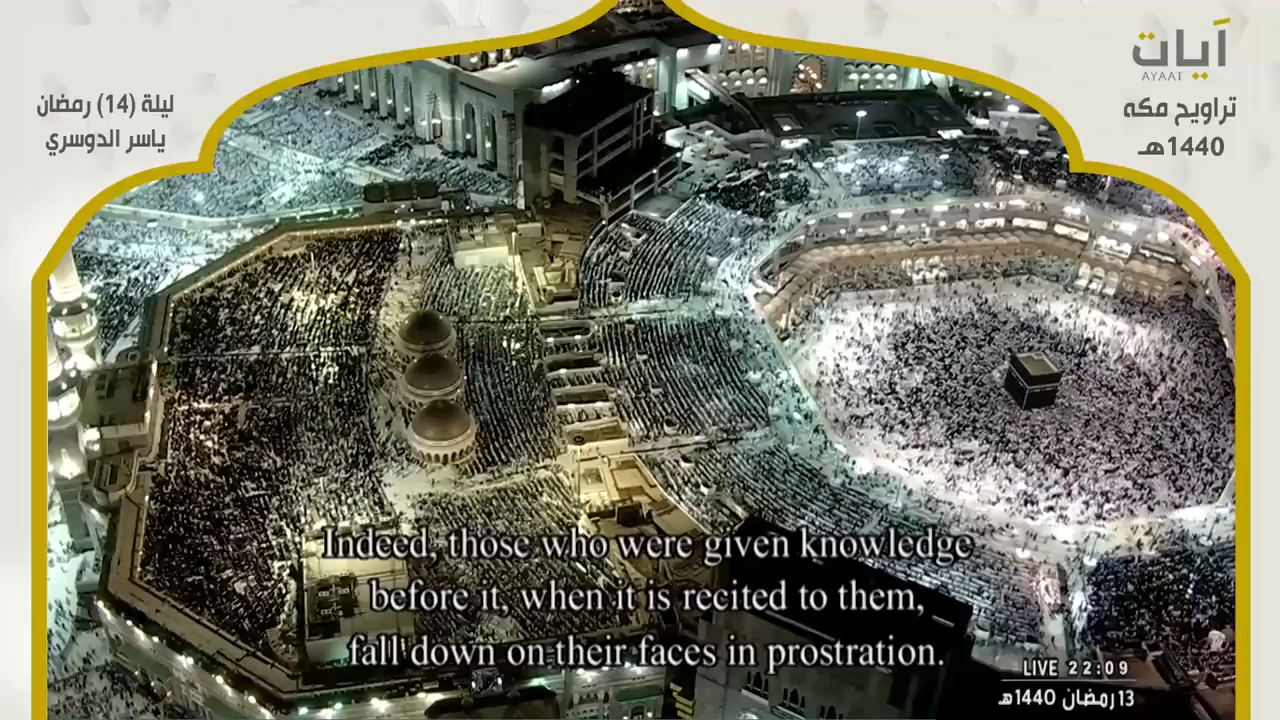 آيات
AYAAT
تراويح مكه
1440هـ
ليلة (14) رمضان
ياسر الدوسري
Indeed, those who were given knowledge
before it, when it is recited to them,
fall down on their faces in prostration.
LIVE 22:09
13 رمضان 1440هـ